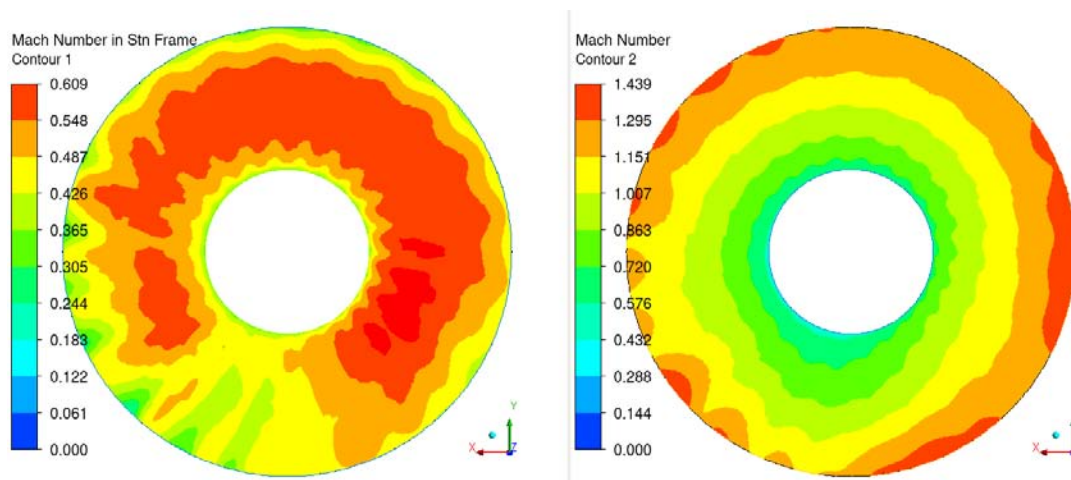 Mach Number in Stn Frame
Contour 1
0.609
0.548
0.487
0.426
0.365
0.305
0.244
0.183
0.122
0.061
0.000
Y
X
Z
Mach Number
Contour 2
1.439
1.295
1.151
1.007
0.863
0.720
0.576
0.432
0.288
0.144
0.000
X